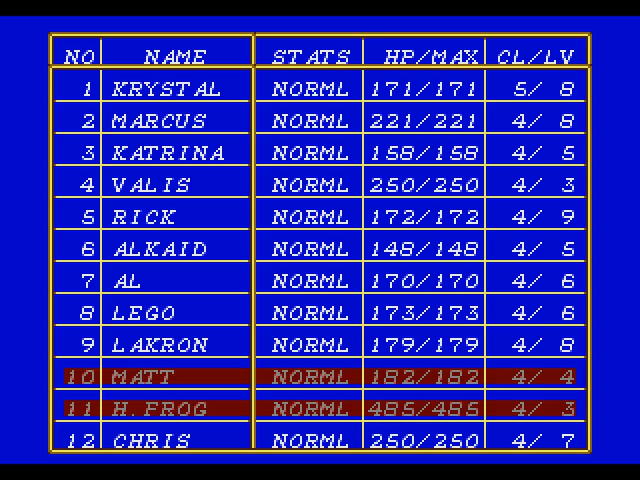 NO NAME STATS HP/MAX CL/LV
1 KRYSTAL NORML 171/171 5/ 8
2 MARCUS NORML 221/221 4/ 8
3 KATRINA NORML 158/158 4/ 5
4 VALIS NORML 250/250 4/ 3
5 RICK NORML 172/172 4/ 9
6 ALKAID NORML 148/148 4/ 5
7 AL NORML 170/170 4/ 6
8 LEGO NORML 173/173 4/ 6
9 LAKRON NORML 179/179 4/ 8
10 MATT NORML 182/182 4/ 4
11 H.FROG NORML 485/485 4/ 3
12 CHRIS NORML 250/250 4/ 7